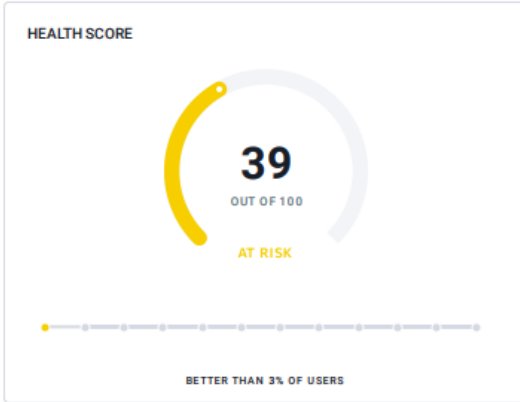 HEALTH SCORE
39
OUT OF 100
AT RISK
BETTER THAN 3% OF USERS